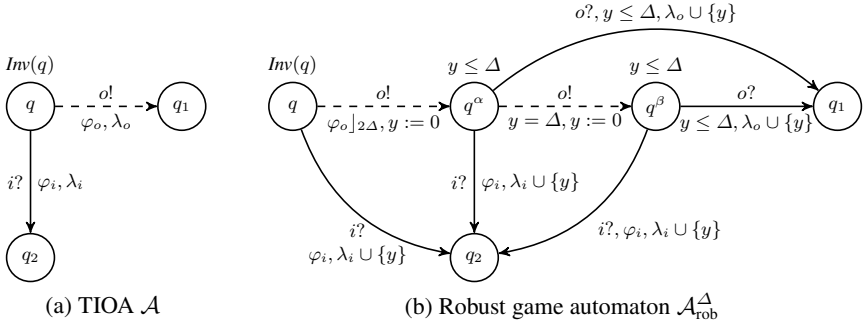 o?, y ≤ Δ, λ_o ∪ {y}
Inv(q)
Inv(q)
y ≤ Δ
y ≤ Δ
q
o!
φ_o, λ_o
q_1
q
o!
φ_o⌋_{2Δ}, y := 0
q^α
o!
y = Δ, y := 0
q^β
o?
y ≤ Δ, λ_o ∪ {y}
q_1
i?
φ_i, λ_i
i?
φ_i, λ_i ∪ {y}
i?
φ_i, λ_i ∪ {y}
i?, φ_i, λ_i ∪ {y}
q_2
q_2
(a) TIOA 𝒜
(b) Robust game automaton 𝒜^Δ_rob